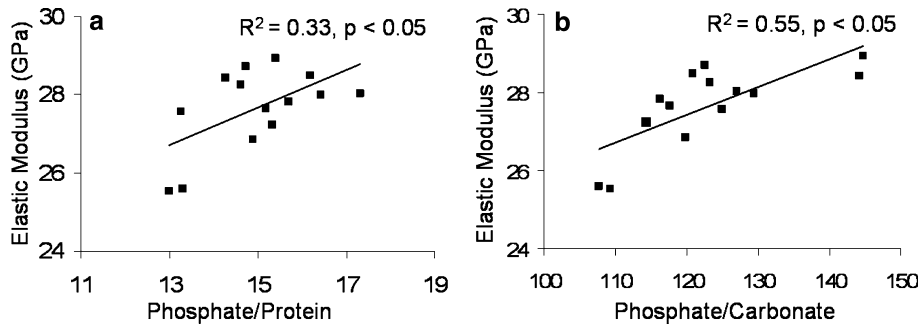 a
R² = 0.33, p < 0.05
Elastic Modulus (GPa)
30
28
26
24
11 13 15 17 19
Phosphate/Protein
b
R² = 0.55, p < 0.05
Elastic Modulus (GPa)
30
28
26
24
100 110 120 130 140 150
Phosphate/Carbonate